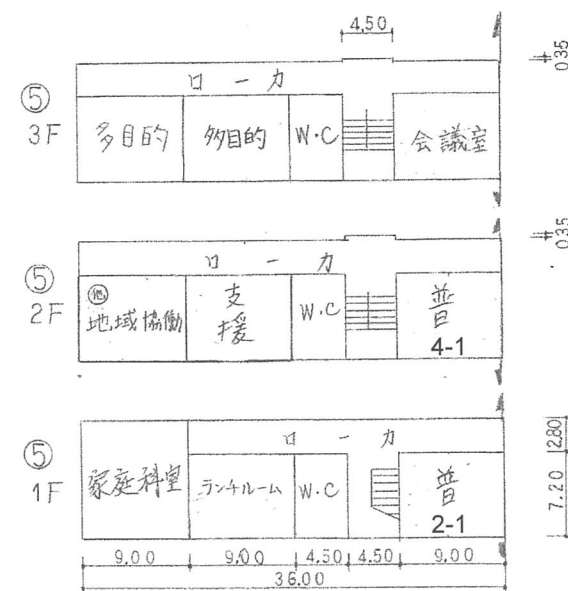 4.50
0.35
ローカ
⑤
3F
多目的 多目的 W・C 会議室
0.35
ローカ
⑤
2F
他
地域協働 支援 W・C 普
4-1
ローカ
⑤
1F
家庭科室 ランチルーム W・C 普
2-1
2.80
7.20
9.00 9.00 4.50 4.50 9.00
36.00